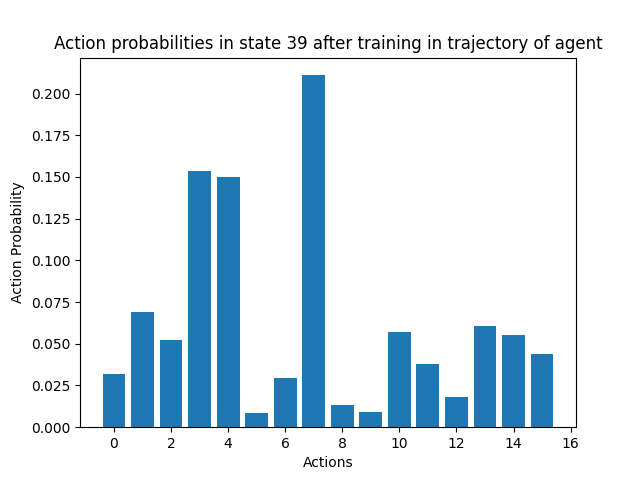 Action probabilities in state 39 after training in trajectory of agent
0.200
0.175
0.150
0.125
0.100
0.075
0.050
0.025
0.000
Action Probability
0 2 4 6 8 10 12 14 16
Actions